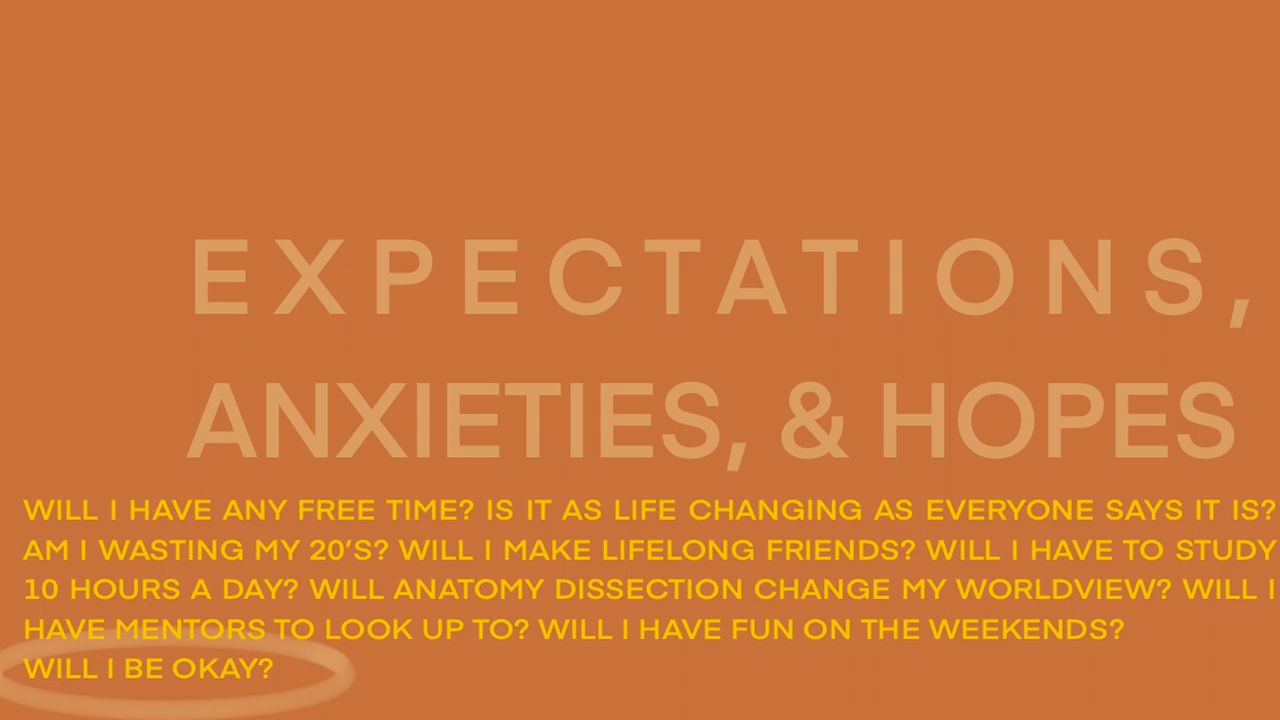 EXPECTATIONS,
ANXIETIES, & HOPES
WILL I HAVE ANY FREE TIME? IS IT AS LIFE CHANGING AS EVERYONE SAYS IT IS?
AM I WASTING MY 20’S? WILL I MAKE LIFELONG FRIENDS? WILL I HAVE TO STUDY
10 HOURS A DAY? WILL ANATOMY DISSECTION CHANGE MY WORLDVIEW? WILL I
HAVE MENTORS TO LOOK UP TO? WILL I HAVE FUN ON THE WEEKENDS?
WILL I BE OKAY?